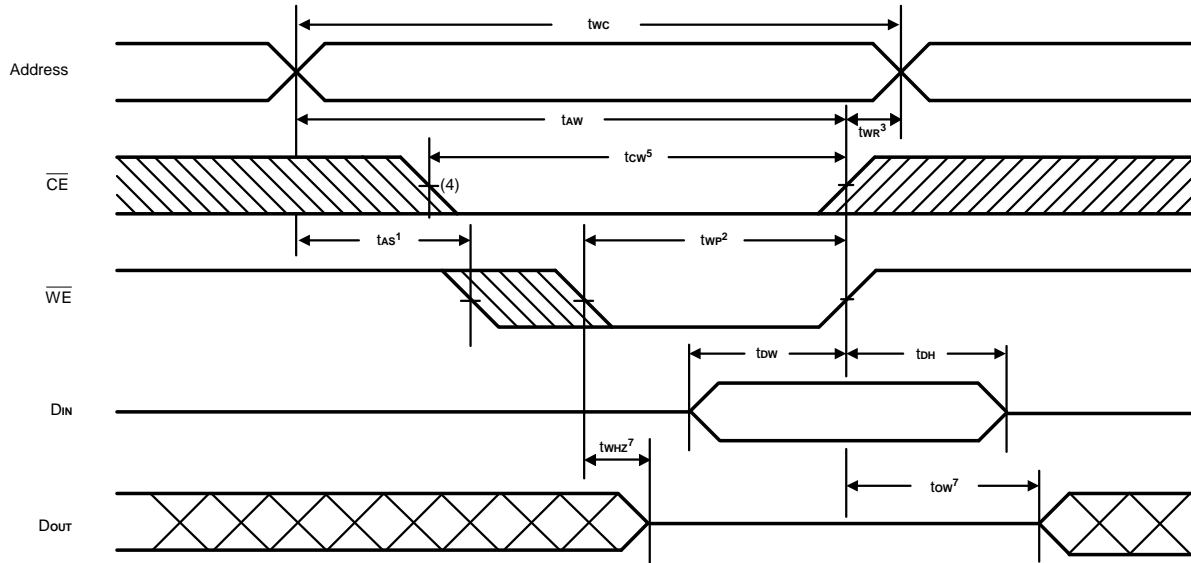 tWC
Address
tAW
tWR³
tCW⁵
CE
(4)
tAS¹
tWP²
WE
tDW
tDH
DIN
tWHZ⁷
tOW⁷
DOUT